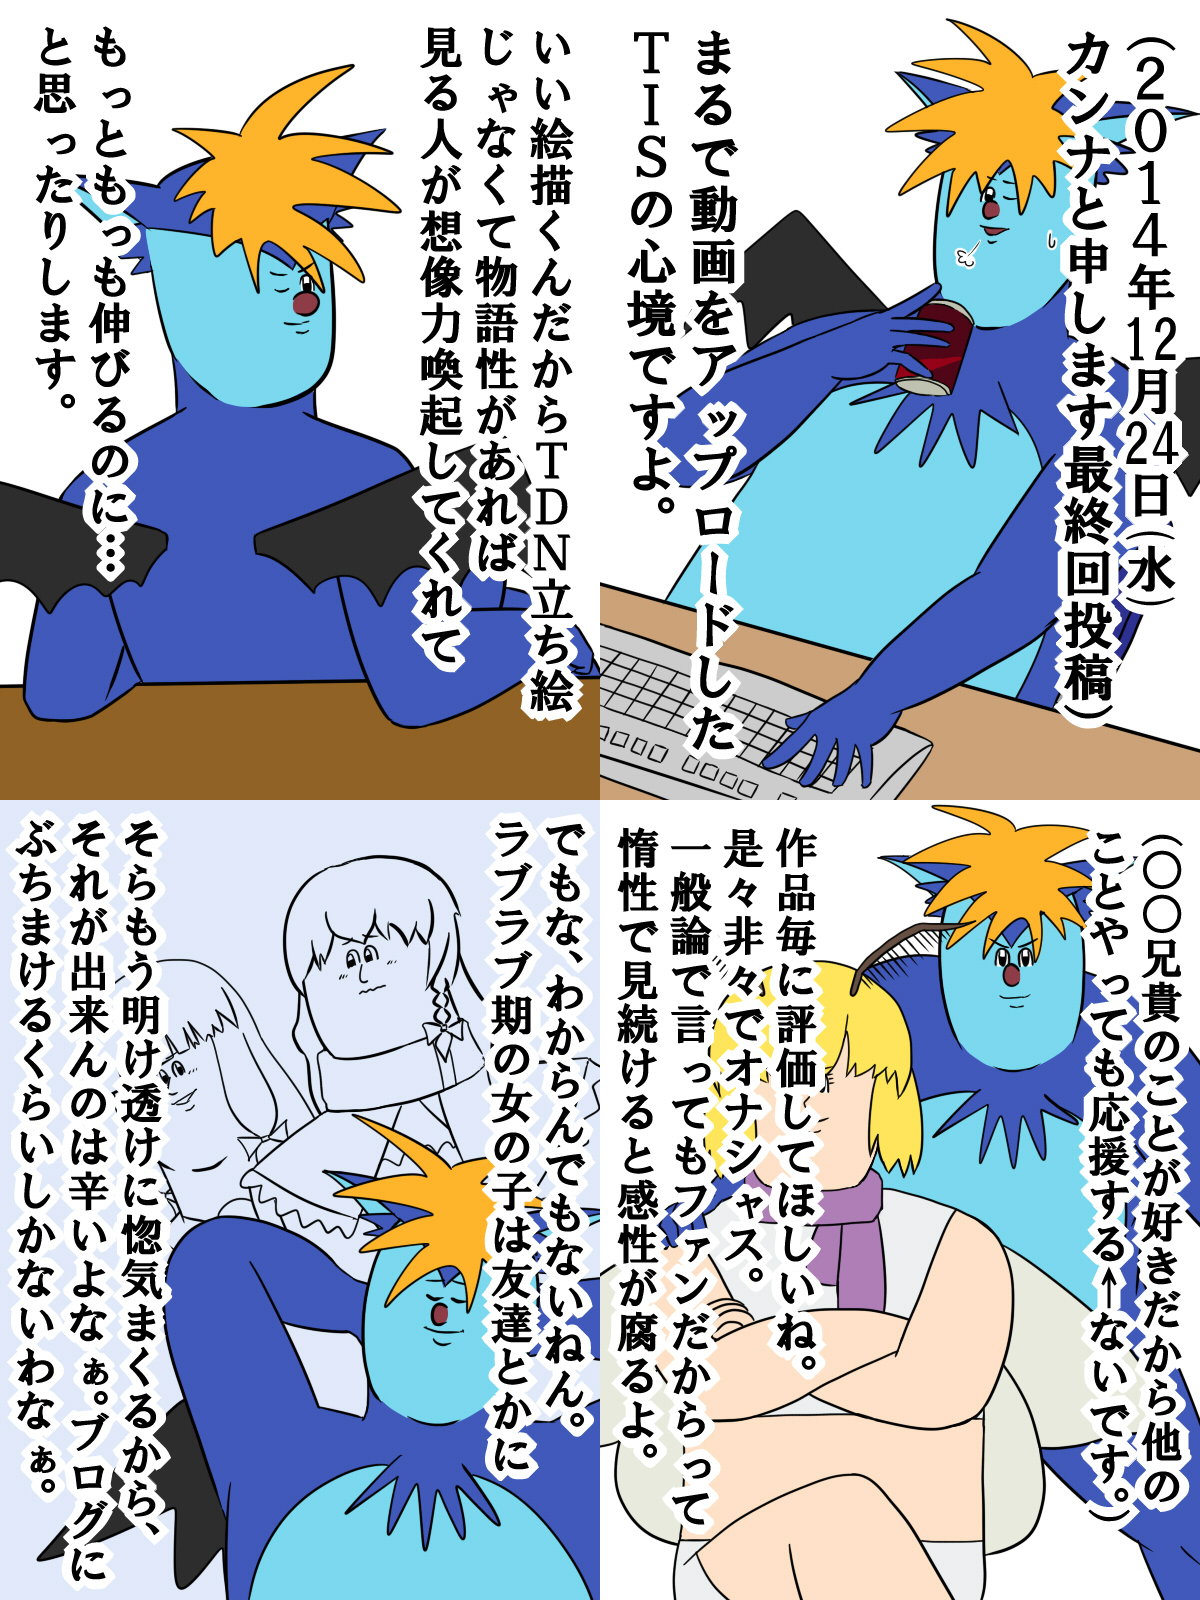 (2014年12月24日(水)
カンナと申します最終回投稿)
まるで動画をアップロードした
TISの心境ですよ。
いい絵描くんだからTDN立ち絵
じゃなくて物語性があれば
見る人が想像力喚起してくれて
もっともっも伸びるのに…
と思ったりします。
(〇〇兄貴のことが好きだから他の
ことやっても応援する←ないです。)
作品毎に評価してほしいね。
是々非々でオナシャス。
一般論で言ってもファンだからって
惰性で見続けると感性が腐るよ。
でもな、わからんでもないねん。
ラブラブ期の女の子は友達とかに
そらもう明け透けに惚気まくるから、
それが出来んのは辛いよなぁ。ブログに
ぶちまけるくらいしかないわなぁ。